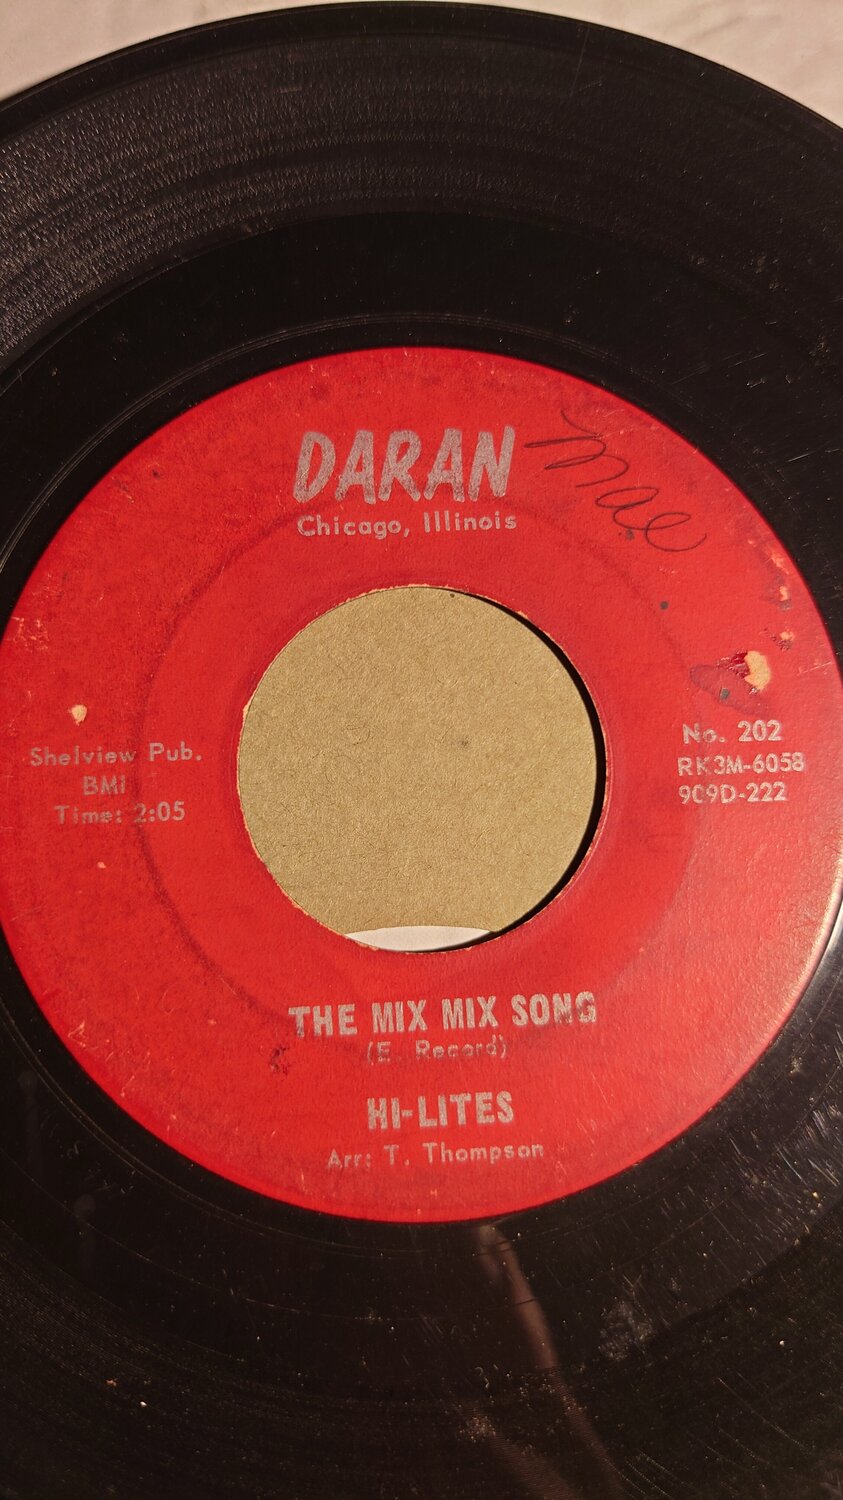 DARAN
Chicago, Illinois
Mae
Shelview Pub.
BMI
Time: 2:05
No. 202
RK3M-6058
909D-222
THE MIX MIX SONG
(E. Record)
HI-LITES
Arr: T. Thompson